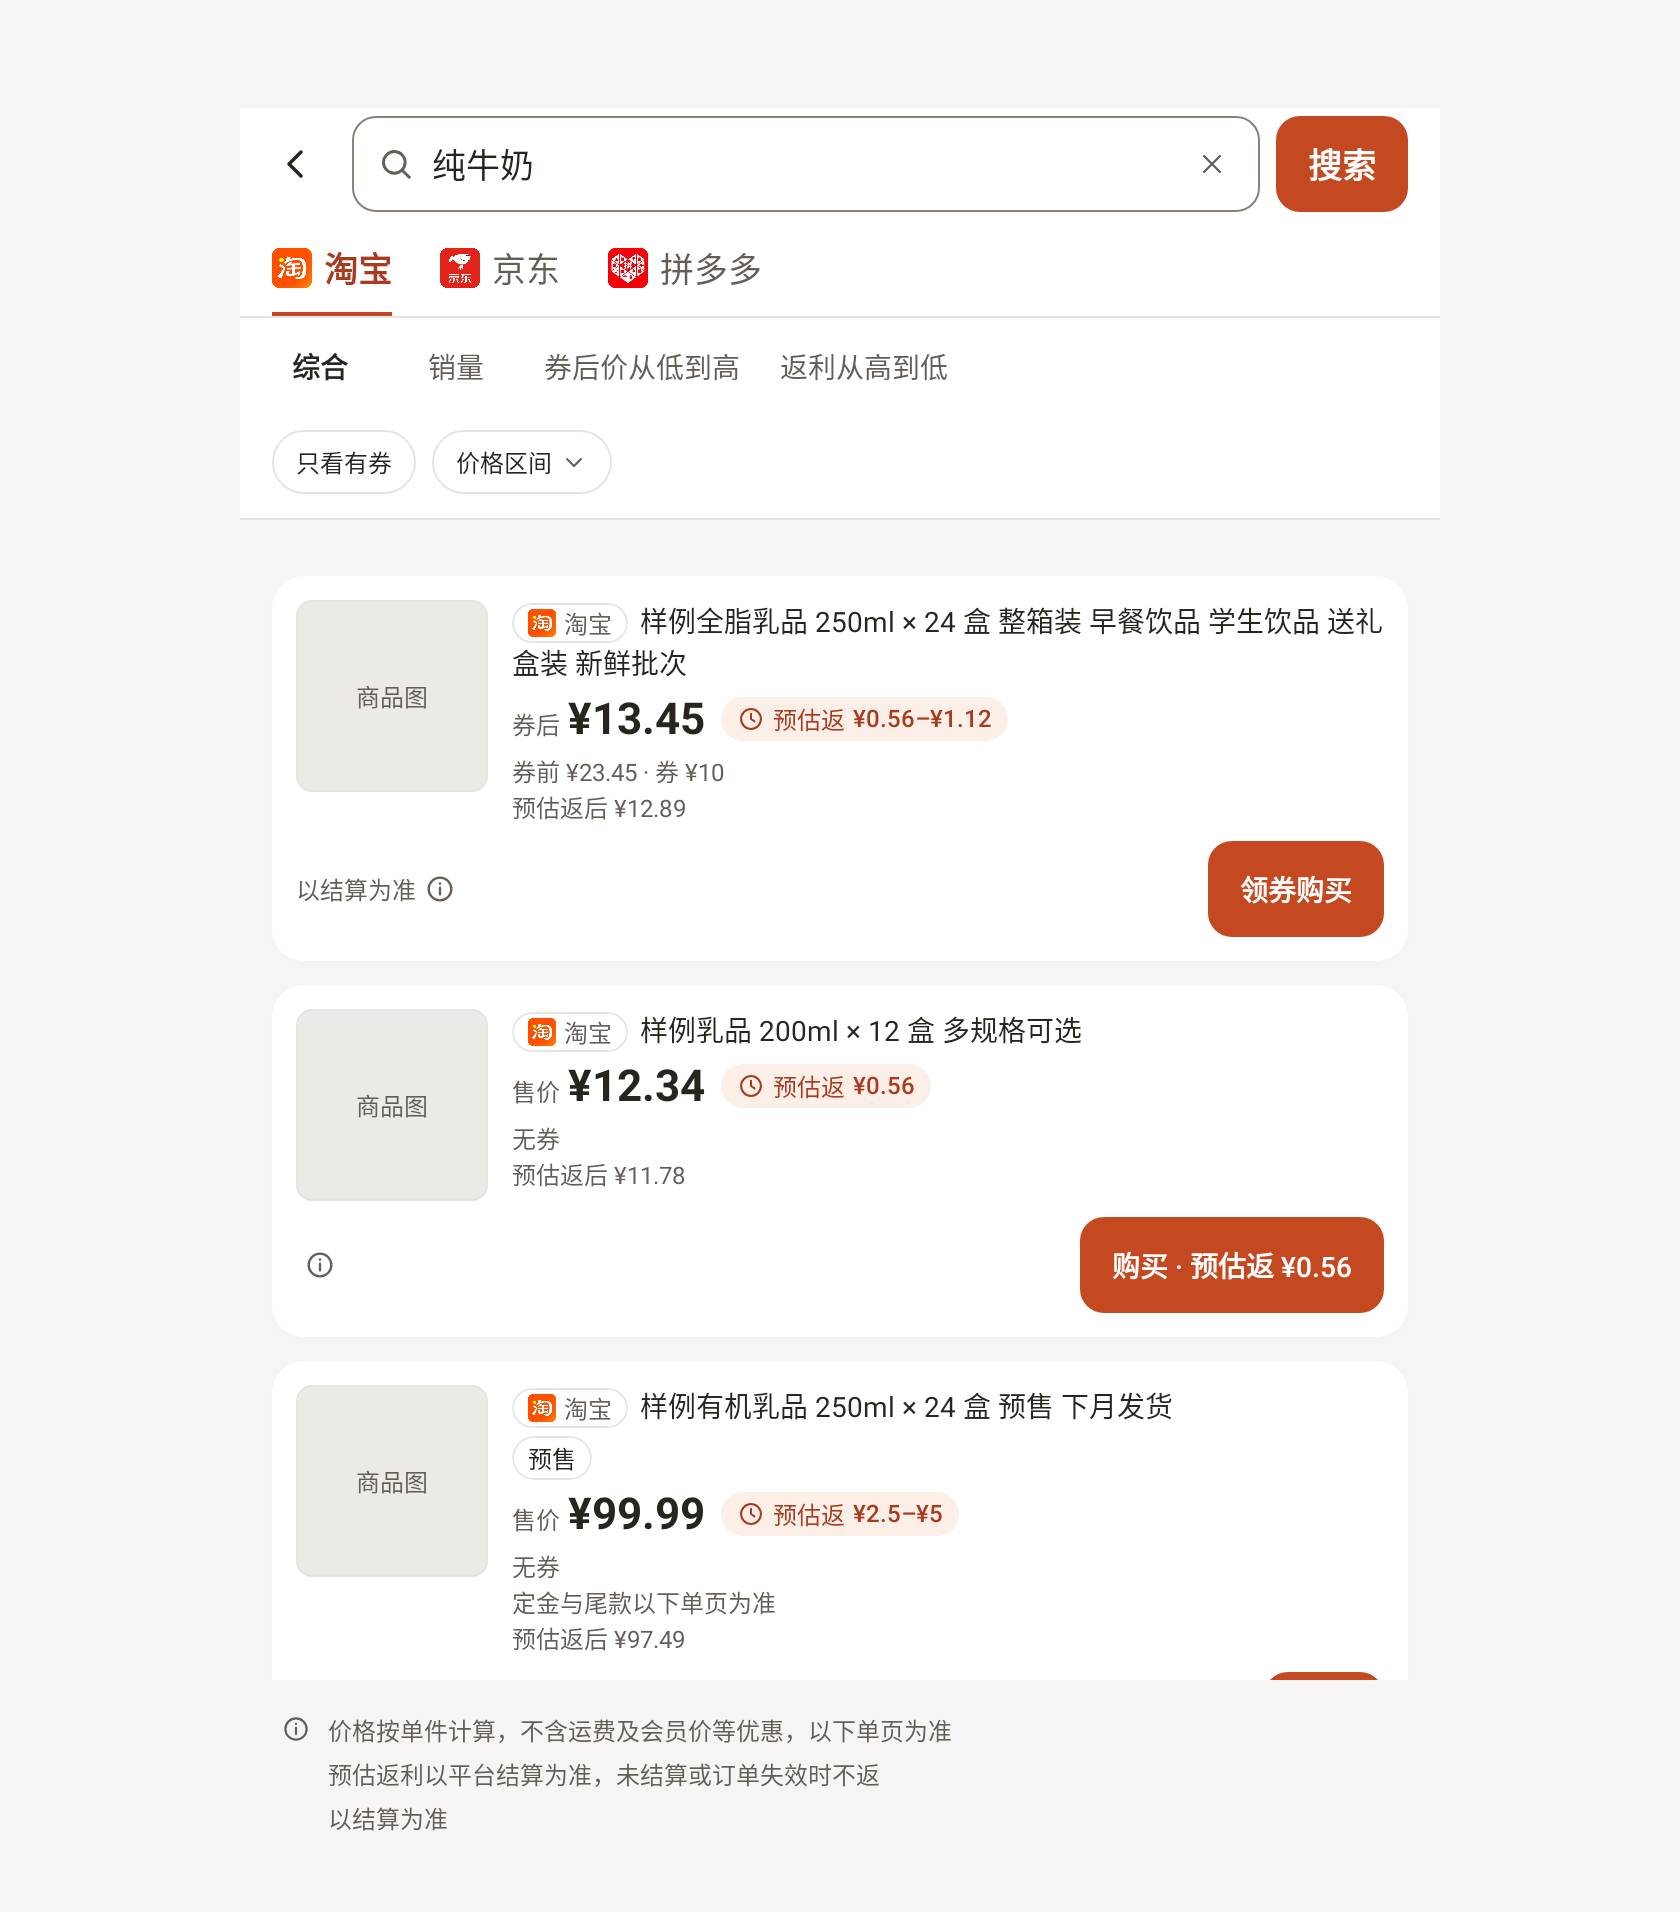 纯牛奶
搜索
淘 淘宝 京东 京东 拼多多
综合 销量 券后价从低到高 返利从高到低
只看有券 价格区间
商品图
淘 淘宝 样例全脂乳品 250ml × 24 盒 整箱装 早餐饮品 学生饮品 送礼
盒装 新鲜批次
券后 ¥13.45 预估返 ¥0.56–¥1.12
券前 ¥23.45 · 券 ¥10
预估返后 ¥12.89
以结算为准
领券购买
商品图
淘 淘宝 样例乳品 200ml × 12 盒 多规格可选
售价 ¥12.34 预估返 ¥0.56
无券
预估返后 ¥11.78
购买 · 预估返 ¥0.56
商品图
淘 淘宝 样例有机乳品 250ml × 24 盒 预售 下月发货
预售
售价 ¥99.99 预估返 ¥2.5–¥5
无券
定金与尾款以下单页为准
预估返后 ¥97.49
价格按单件计算，不含运费及会员价等优惠，以下单页为准
预估返利以平台结算为准，未结算或订单失效时不返
以结算为准